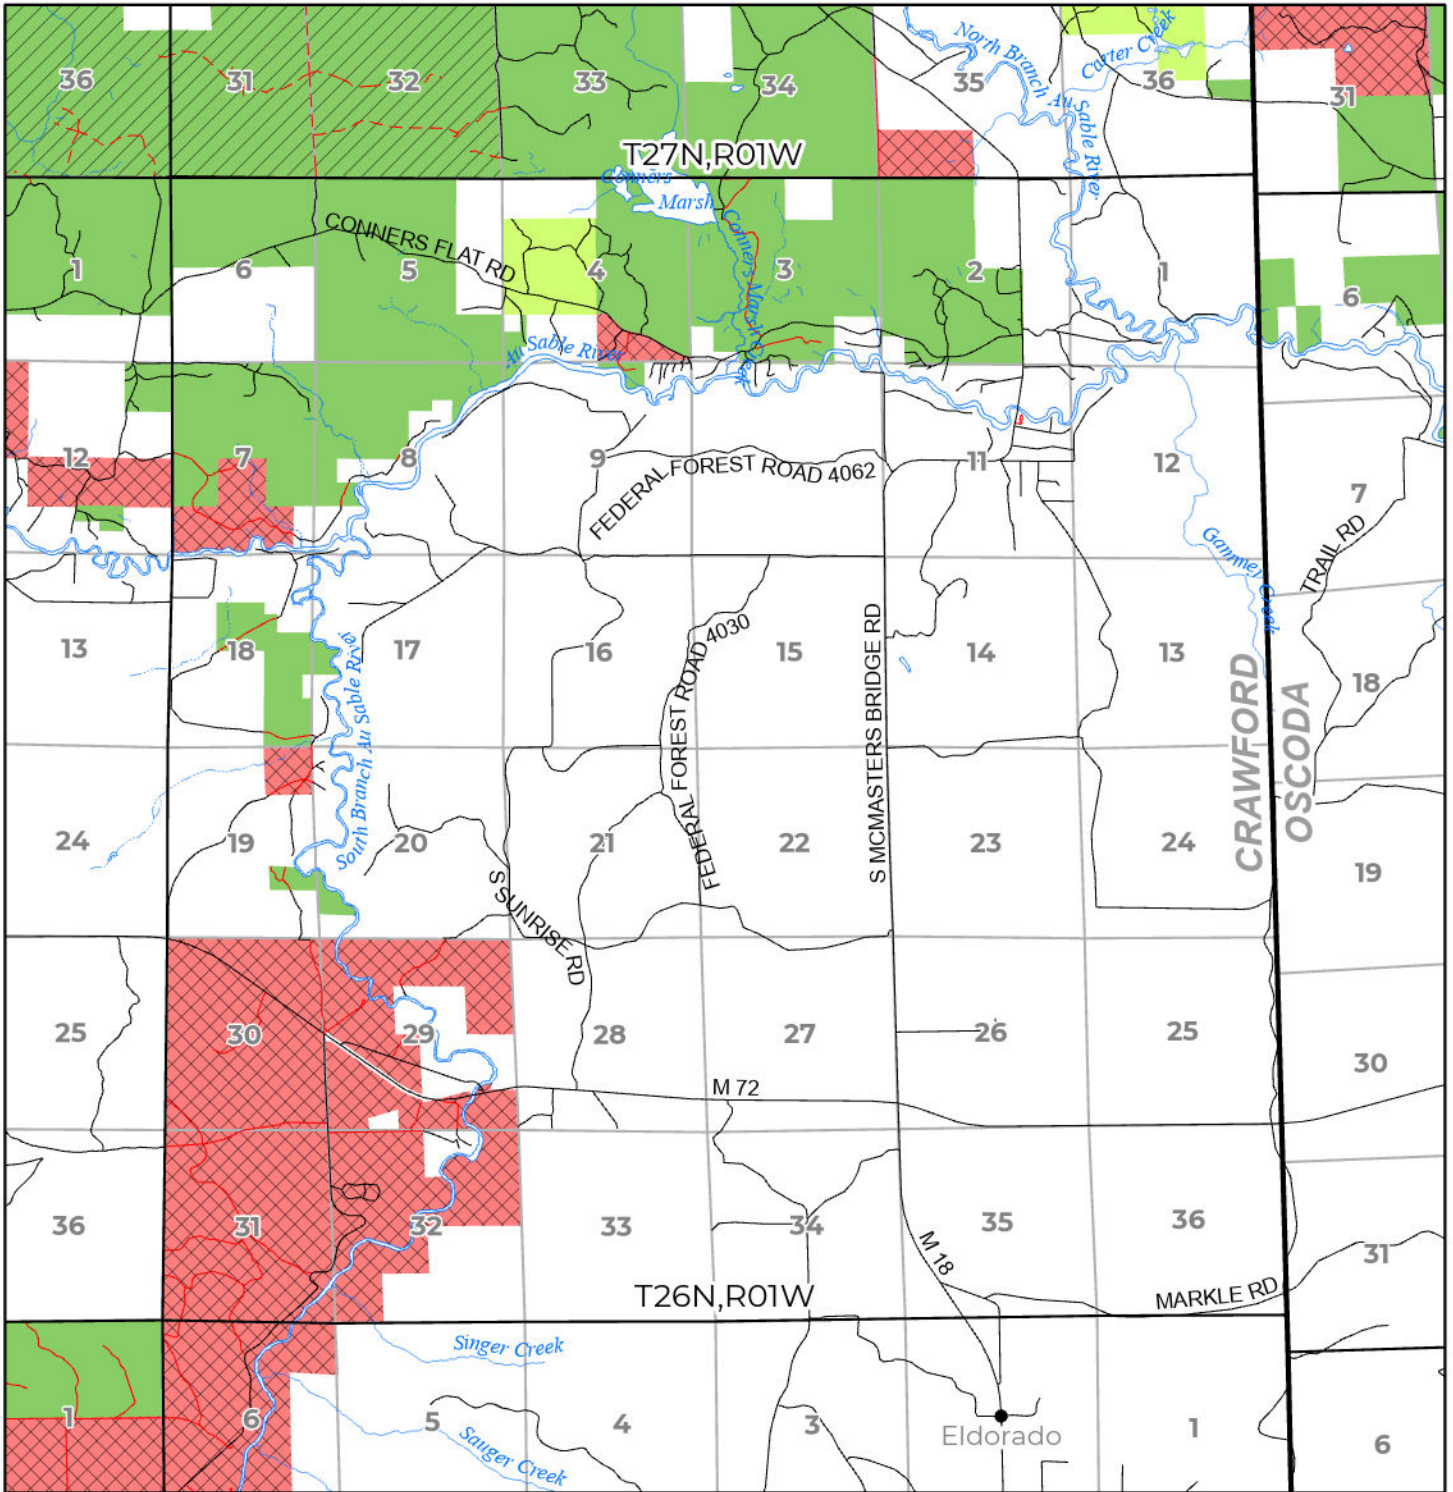 36
31
32
33
34
35
36
31
North Branch Au Sable River
Carter Creek
T27N,R01W
Conners
Marsh
Conners Marsh Creek
CONNERS FLAT RD
1
6
5
4
3
2
1
6
Au Sable River
12
7
8
9
FEDERAL FOREST ROAD 4062
11
12
7
Gammey Creek
TRAIL RD
13
18
17
16
FEDERAL FOREST ROAD 4030
15
S MCMASTERS BRIDGE RD
14
13
18
South Branch Au Sable River
CRAWFORD
OSCODA
24
19
20
21
22
23
24
19
S SUNRISE RD
25
30
29
28
27
26
25
30
M 72
36
31
32
33
34
35
36
31
M 18
T26N,R01W
MARKLE RD
Singer Creek
1
6
5
4
3
1
6
Sauger Creek
Eldorado